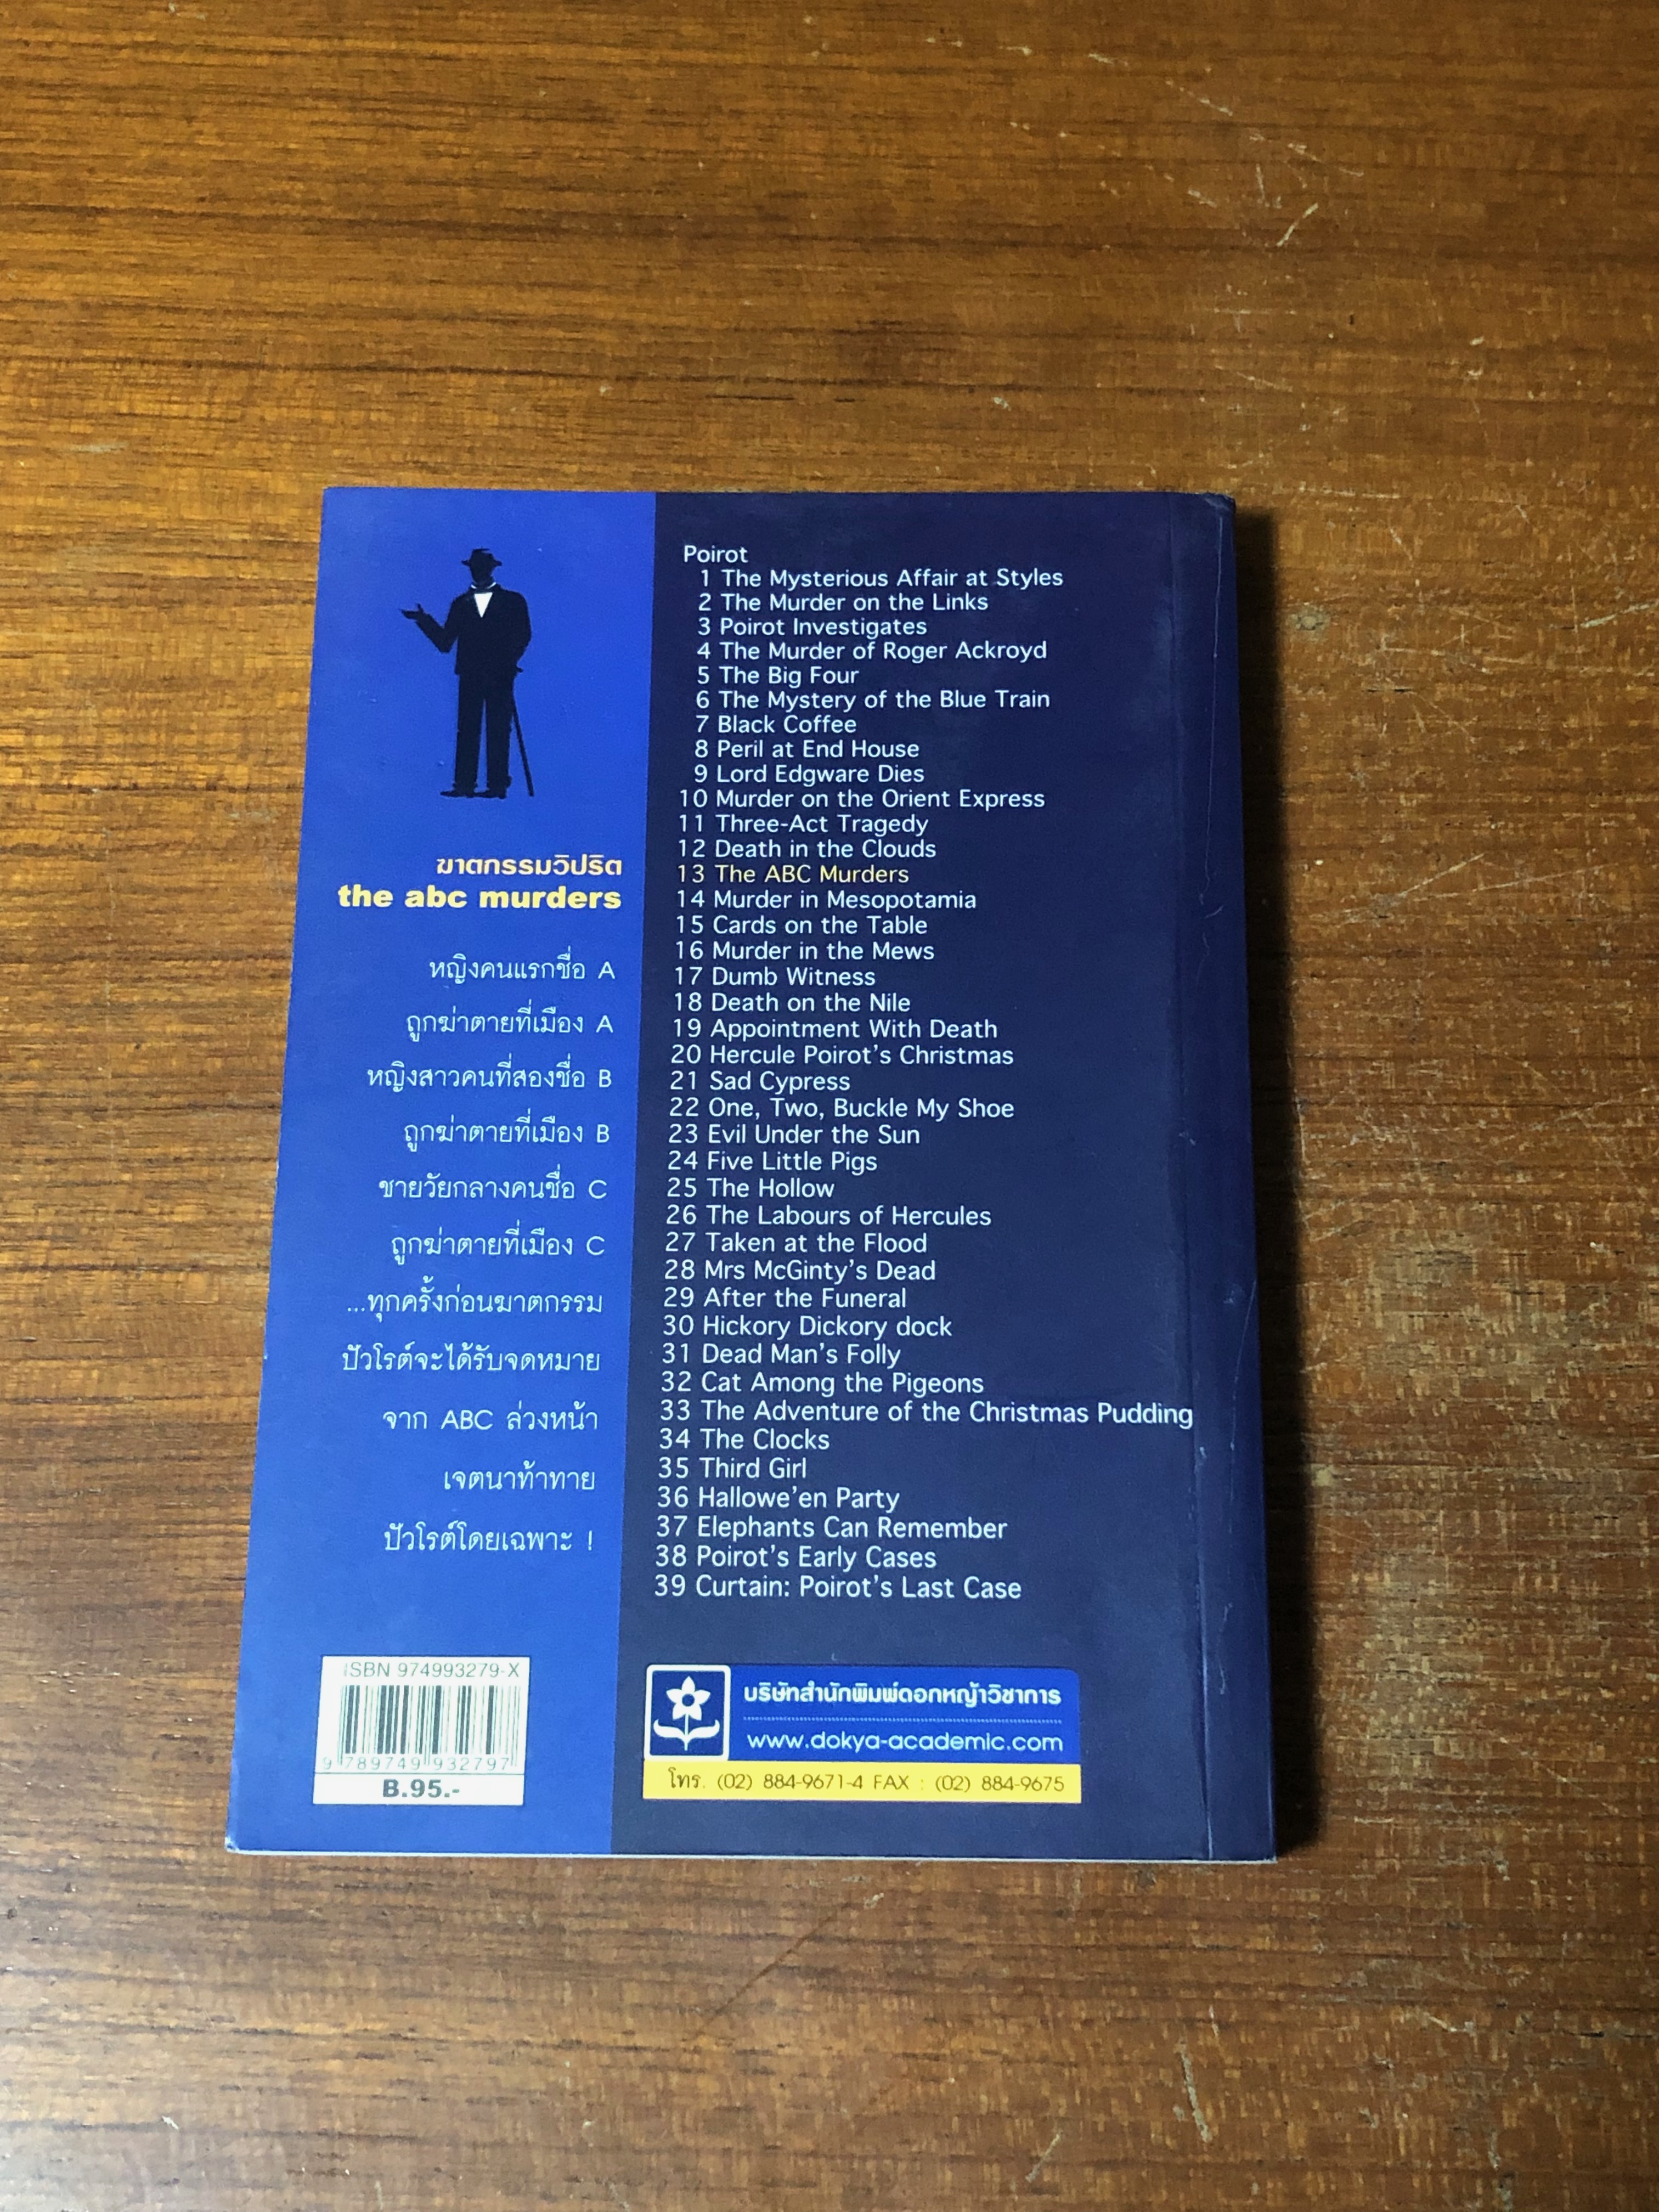 ฆาตกรรมวิปริต
the abc murders
หญิงคนแรกชื่อ A
ถูกฆ่าตายที่เมือง A
หญิงสาวคนที่สองชื่อ B
ถูกฆ่าตายที่เมือง B
ชายวัยกลางคนชื่อ C
ถูกฆ่าตายที่เมือง C
...ทุกครั้งก่อนฆาตกรรม
ปัวโรต์จะได้รับจดหมาย
จาก ABC ล่วงหน้า
เจตนาท้าทาย
ปัวโรต์โดยเฉพาะ !
ISBN 974993279-X
9 789749 932797
B.95.-
Poirot
1 The Mysterious Affair at Styles
2 The Murder on the Links
3 Poirot Investigates
4 The Murder of Roger Ackroyd
5 The Big Four
6 The Mystery of the Blue Train
7 Black Coffee
8 Peril at End House
9 Lord Edgware Dies
10 Murder on the Orient Express
11 Three-Act Tragedy
12 Death in the Clouds
13 The ABC Murders
14 Murder in Mesopotamia
15 Cards on the Table
16 Murder in the Mews
17 Dumb Witness
18 Death on the Nile
19 Appointment With Death
20 Hercule Poirot's Christmas
21 Sad Cypress
22 One, Two, Buckle My Shoe
23 Evil Under the Sun
24 Five Little Pigs
25 The Hollow
26 The Labours of Hercules
27 Taken at the Flood
28 Mrs McGinty's Dead
29 After the Funeral
30 Hickory Dickory dock
31 Dead Man's Folly
32 Cat Among the Pigeons
33 The Adventure of the Christmas Pudding
34 The Clocks
35 Third Girl
36 Hallowe'en Party
37 Elephants Can Remember
38 Poirot's Early Cases
39 Curtain: Poirot's Last Case
บริษัทสำนักพิมพ์ดอกหญ้าวิชาการ
www.dokya-academic.com
โทร. (02) 884-9671-4 FAX : (02) 884-9675